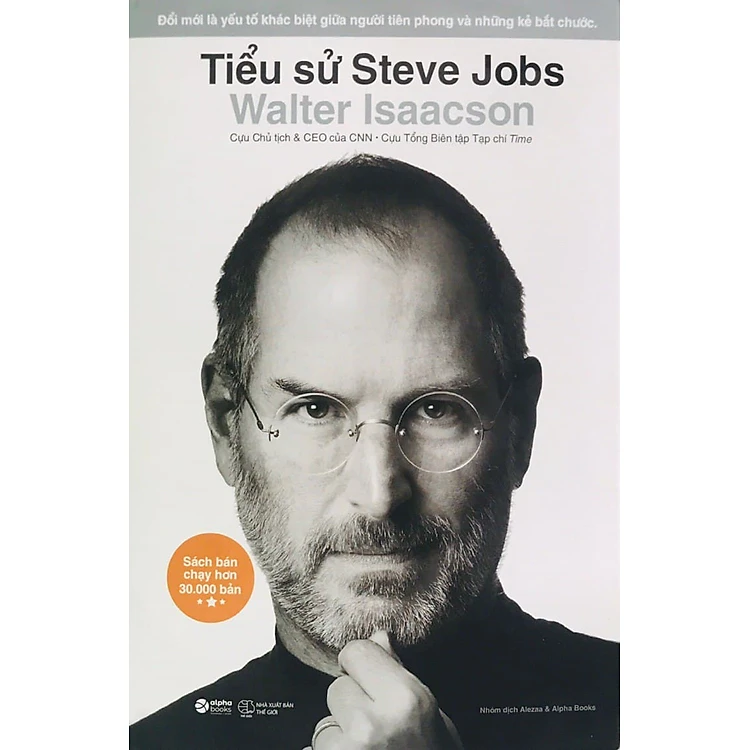 Đổi mới là yếu tố khác biệt giữa người tiên phong và những kẻ bắt chước.
Tiểu sử Steve Jobs
Walter Isaacson
Cựu Chủ tịch & CEO của CNN • Cựu Tổng Biên tập Tạp chí Time
Sách bán
chạy hơn
30.000 bản
alpha
books
NHÀ XUẤT BẢN
THẾ GIỚI
Nhóm dịch Alezaa & Alpha Books